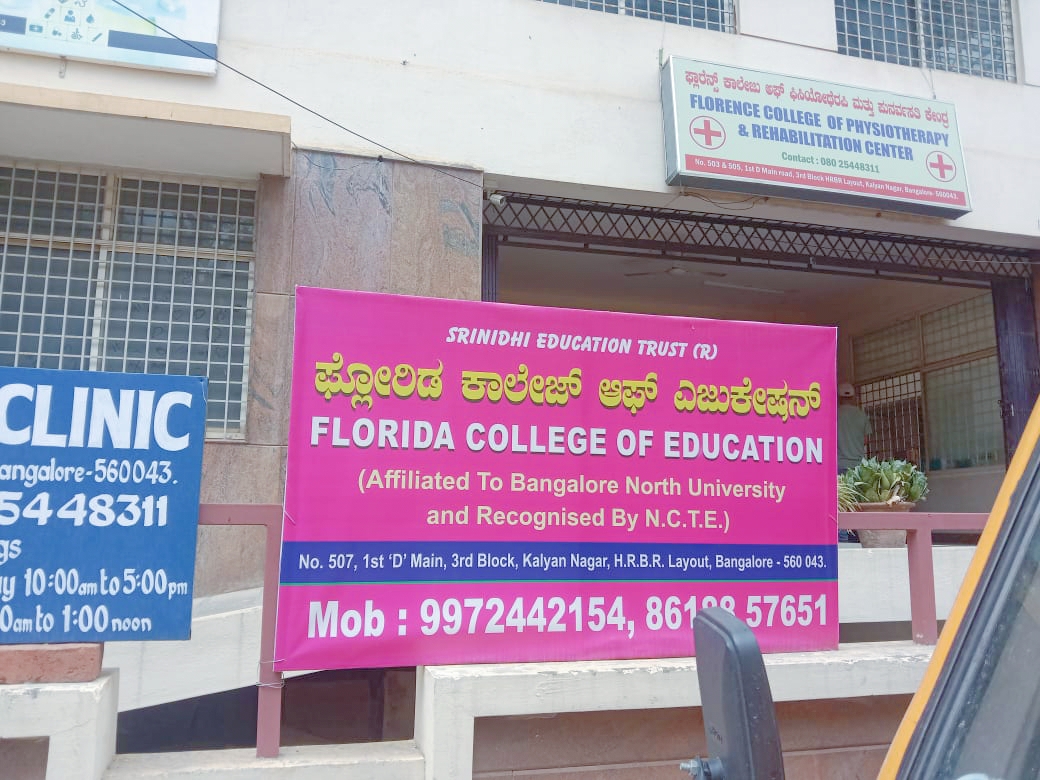 ಫ್ಲಾರೆನ್ಸ್ ಕಾಲೇಜು ಆಫ್ ಫಿಸಿಯೋಥೆರಪಿ ಮತ್ತು ಪುನರ್ವಸತಿ ಕೇಂದ್ರ
FLORENCE COLLEGE OF PHYSIOTHERAPY
& REHABILITATION CENTER
Contact : 080 25448311
No. 503 & 505, 1st D Main road, 3rd Block HRBR Layout, Kalyan Nagar, Bangalore- 560043.
SRINIDHI EDUCATION TRUST (R)
ಫ್ಲೋರಿಡ ಕಾಲೇಜ್ ಆಫ್ ಎಜುಕೇಷನ್
FLORIDA COLLEGE OF EDUCATION
(Affiliated To Bangalore North University
and Recognised By N.C.T.E.)
No. 507, 1st 'D' Main, 3rd Block, Kalyan Nagar, H.R.B.R. Layout, Bangalore - 560 043.
Mob : 9972442154, 57651
CLINIC
angalore-560043.
5448311
gs
ay 10:00am to 5:00pm
0am to 1:00 noon